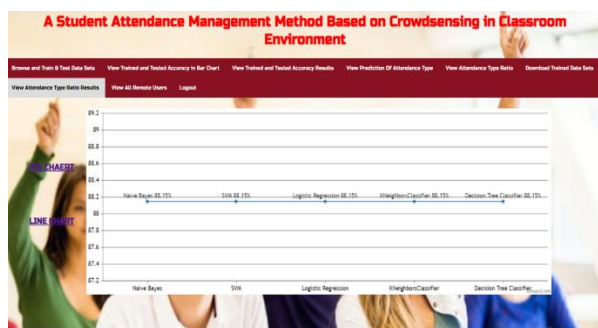 A Student Attendance Management Method Based on Crowdsensing in Classroom
Environment
Browse and Train & Test Data Sets View Trained and Tested Accuracy in Bar Chart View Trained and Tested Accuracy Results View Prediction Of Attendance Type View Attendance Type Ratio Download Trained Data Sets
View Attendance Type Ratio Results View All Remote Users Logout
89.2
89
88.8
88.6
CHAERT
88.4
88.2
Naive Bayes 88.15% SVM 88.15% Logistic Regression 88.15% KNeighborsClassifier 88.15% Decision Tree Classifier 88.15%
88
LINE CHART
87.8
87.6
87.4
87.2
Naive Bayes SVM Logistic Regression KNeighborsClassifier Decision Tree Classifier